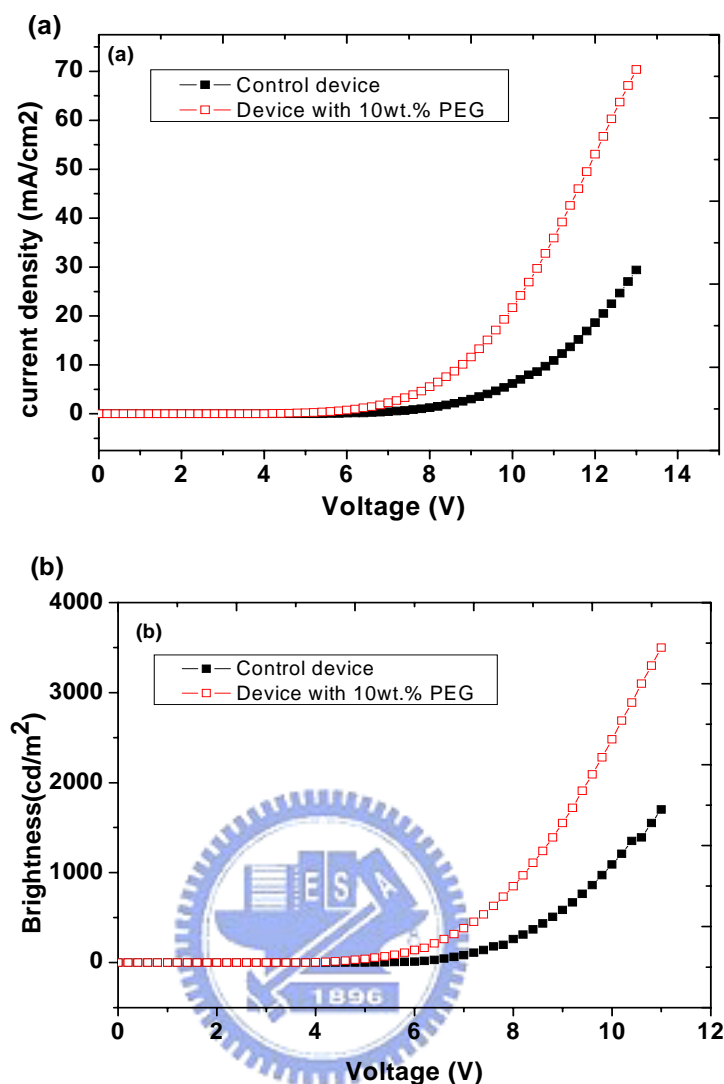 (a)
(a)
Control device
Device with 10wt.% PEG
current density (mA/cm2)
70
60
50
40
30
20
10
0
0 2 4 6 8 10 12 14
Voltage (V)
(b)
(b)
Control device
Device with 10wt.% PEG
Brightness(cd/m²)
4000
3000
2000
1000
0
0 2 4 6 8 10 12
Voltage (V)
E S A
1896